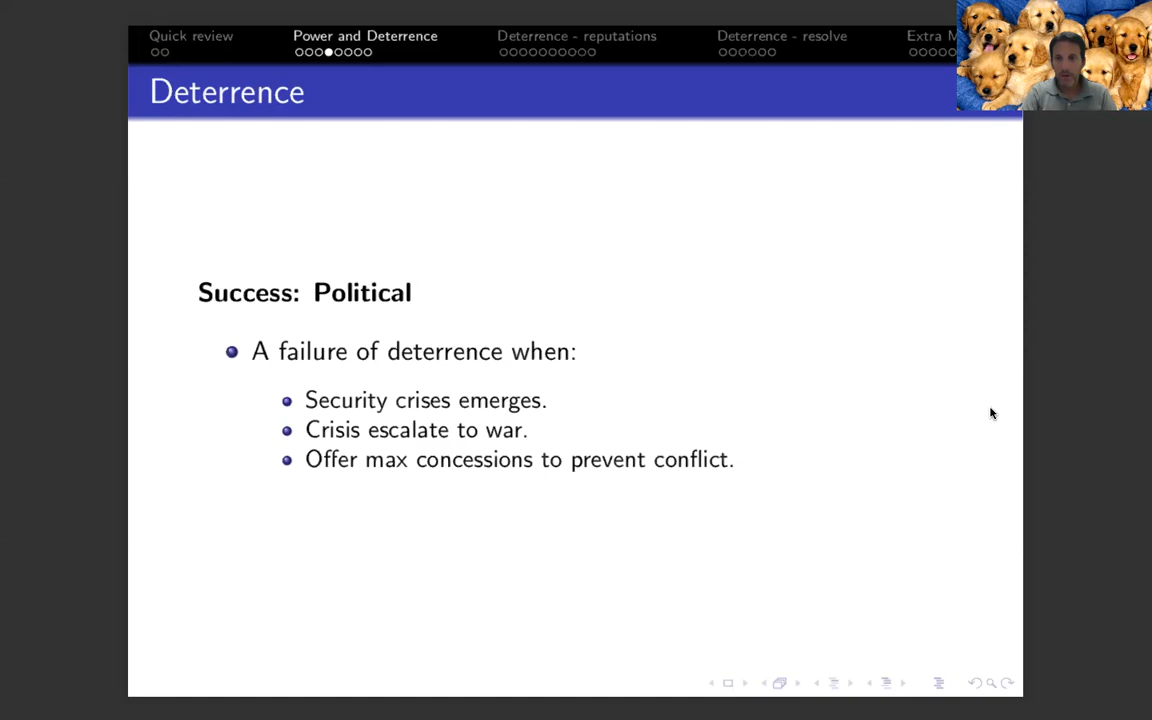 Quick review
Power and Deterrence
Deterrence - reputations
Deterrence - resolve
Extra M
Deterrence
Success: Political
A failure of deterrence when:
Security crises emerges.
Crisis escalate to war.
Offer max concessions to prevent conflict.